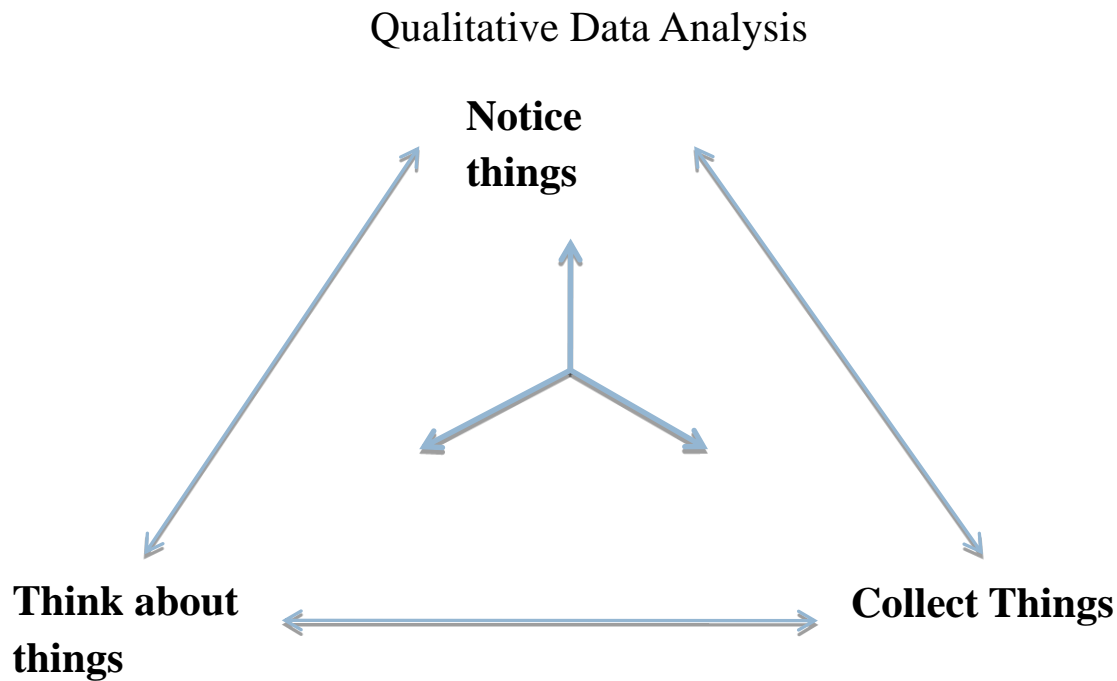 Qualitative Data Analysis
Notice
things
Think about
things
Collect Things